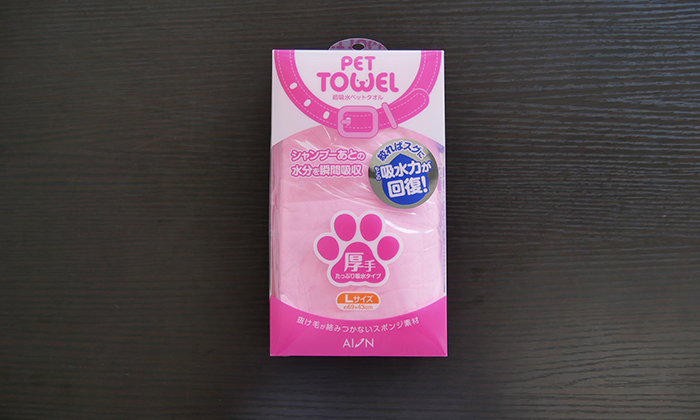 PET
TOWEL
超吸水ペットタオル
シャンプーあとの
水分を瞬間吸収
絞ればスグに
吸水力が
回復!
厚手
たっぷり吸水タイプ
Lサイズ
抜け毛が絡みつかないスポンジ素材
AION